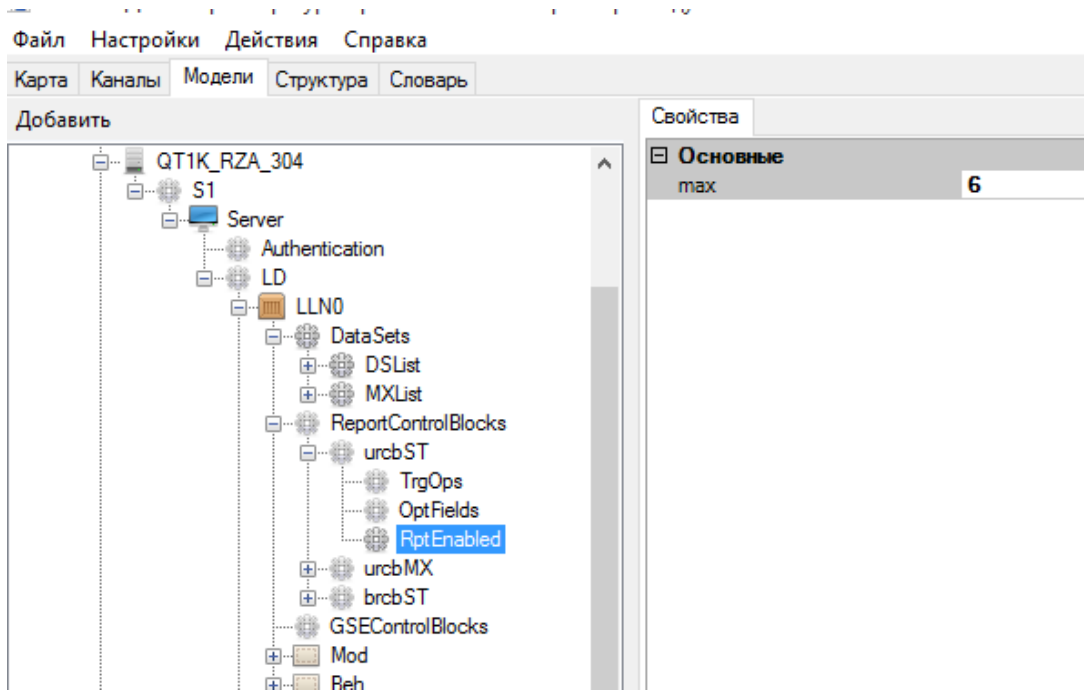 Файл Настройки Действия Справка
Карта Каналы Модели Структура Словарь
Добавить
Свойства
QT1K_RZA_304
S1
Server
Authentication
LD
LLN0
DataSets
DSList
MXList
ReportControlBlocks
urcbST
TrgOps
OptFields
RptEnabled
urcbMX
brcbST
GSEControlBlocks
Mod
Beh
Основные
max 6